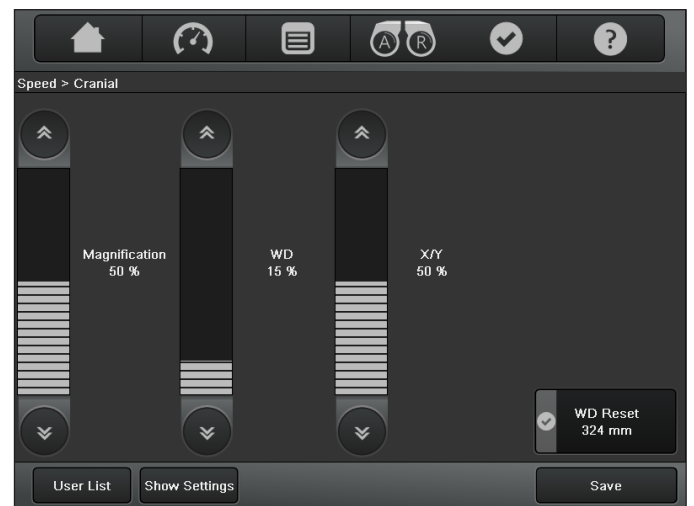 A R
?
Speed > Cranial
Magnification
50 %
WD
15 %
X/Y
50 %
WD Reset
324 mm
User List
Show Settings
Save